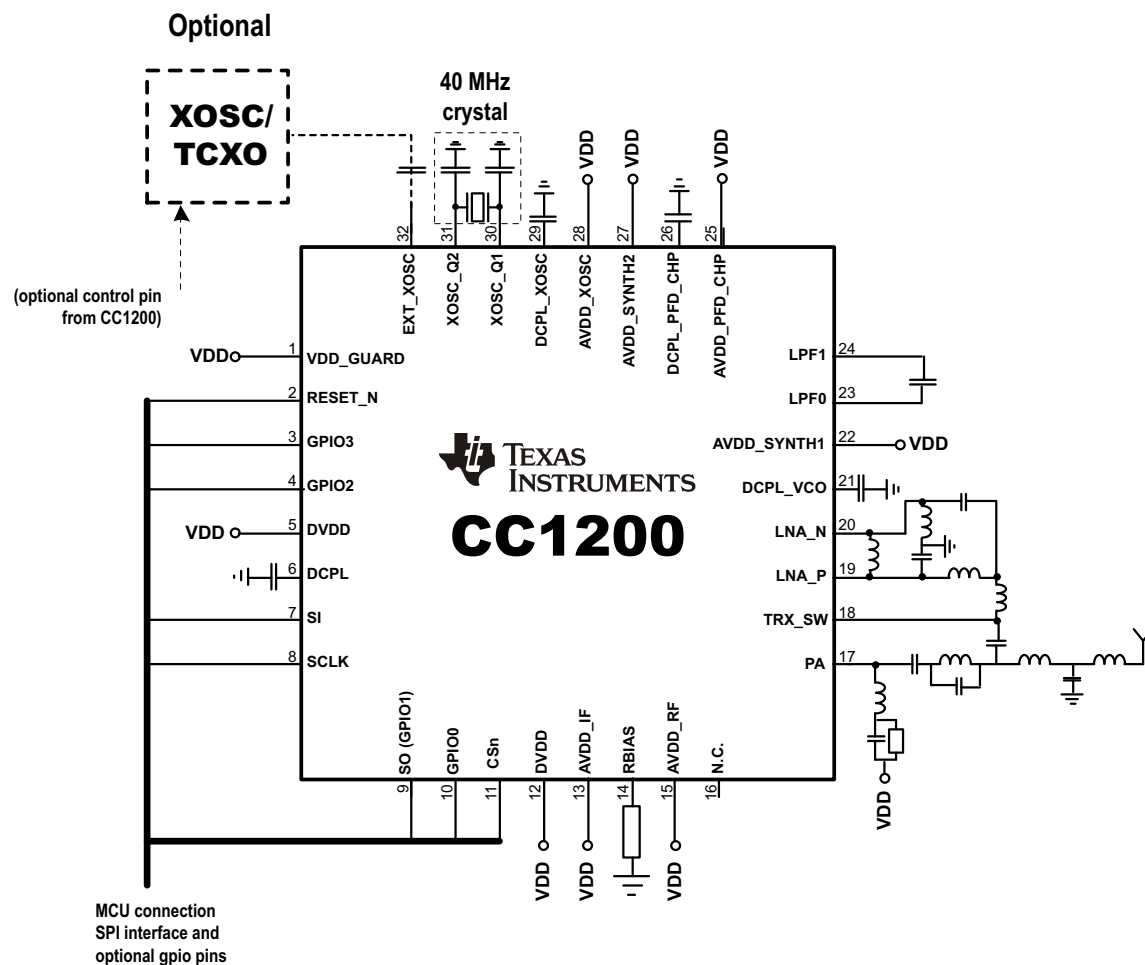 Optional
XOSC/
TCXO
40 MHz
crystal
(optional control pin
from CC1200)
VDD
VDD
VDD
32
31
30
29
28
27
26
25
EXT_XOSC
XOSC_Q2
XOSC_Q1
DCPL_XOSC
AVDD_XOSC
AVDD_SYNTH2
DCPL_PFD_CHP
AVDD_PFD_CHP
VDD
1
VDD_GUARD
2
RESET_N
3
GPIO3
4
GPIO2
VDD
5
DVDD
6
DCPL
7
SI
8
SCLK
TEXAS
INSTRUMENTS
CC1200
LPF1
24
LPF0
23
AVDD_SYNTH1
22
VDD
DCPL_VCO
21
LNA_N
20
LNA_P
19
TRX_SW
18
PA
17
VDD
SO (GPIO1)
GPIO0
CSn
DVDD
AVDD_IF
RBIAS
AVDD_RF
N.C.
9
10
11
12
13
14
15
16
VDD
VDD
VDD
MCU connection
SPI interface and
optional gpio pins